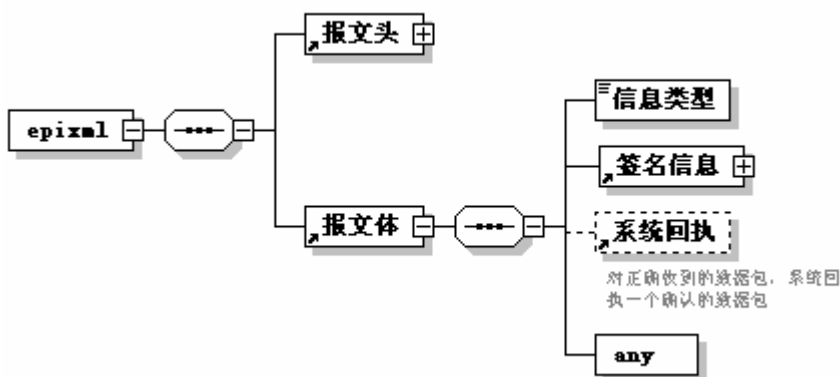 报文头
epixml
信息类型
签名信息
报文体
系统回执
对正确收到的数据包，系统回
执一个确认的数据包
any